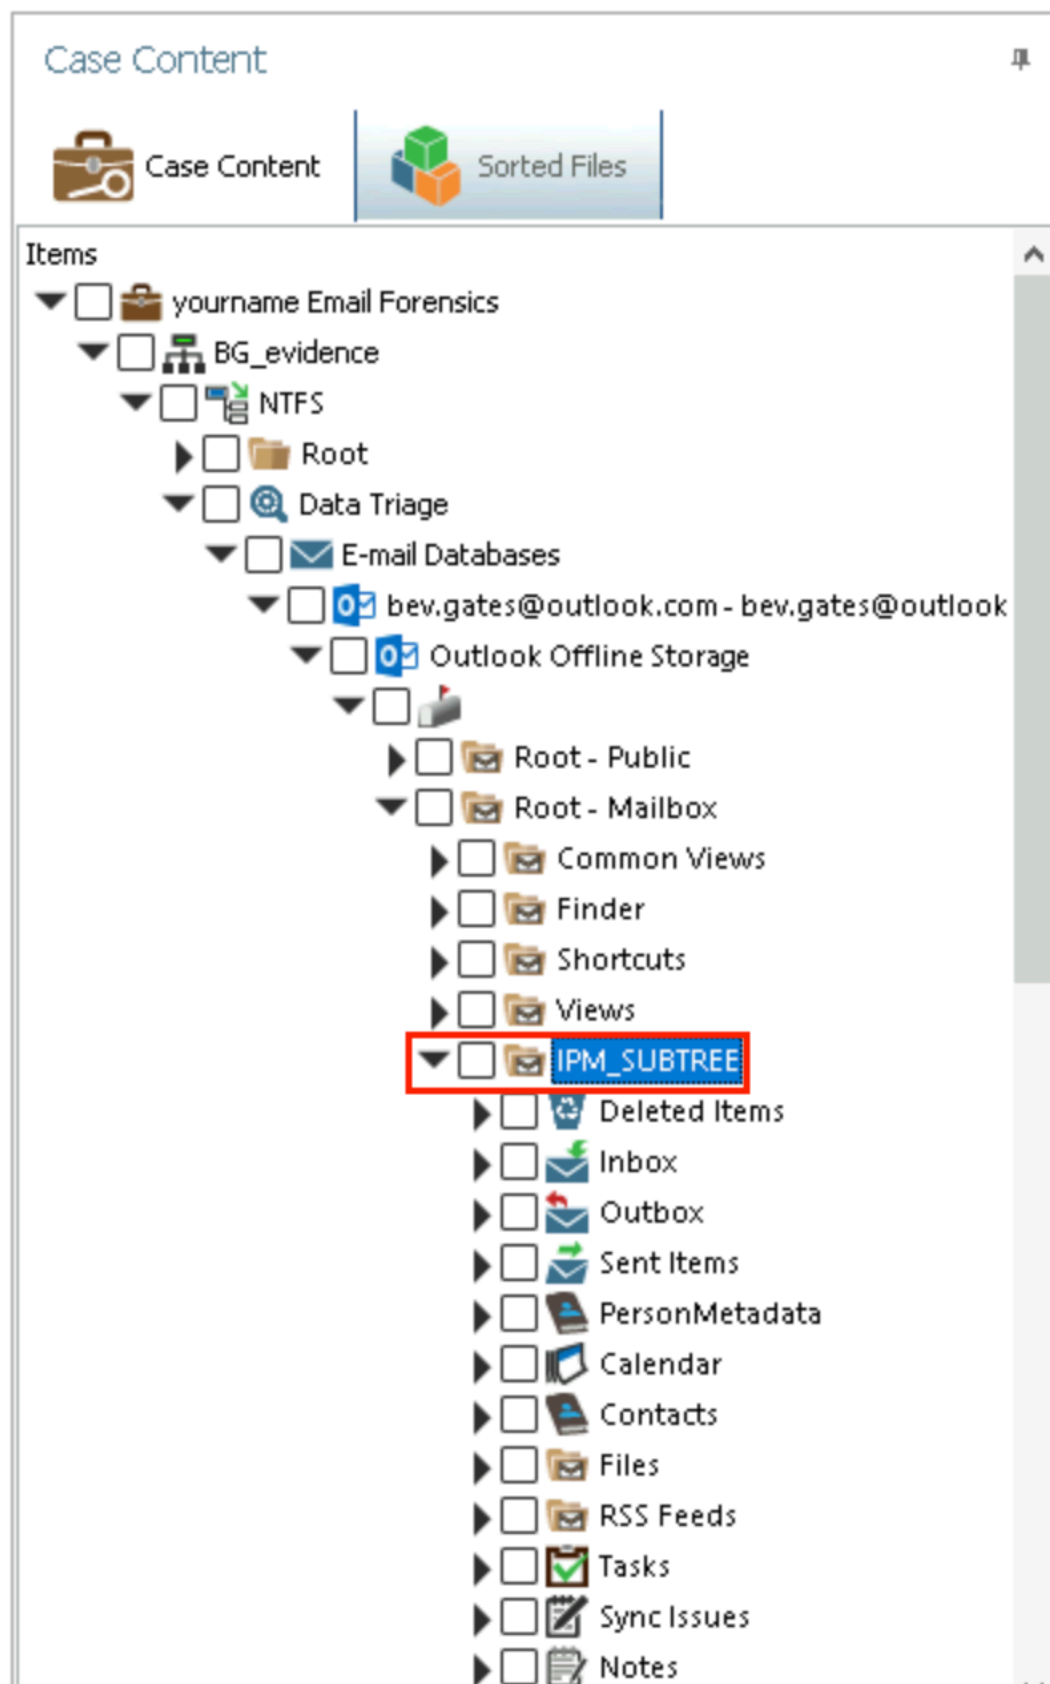 Case Content
Case Content
Sorted Files
Items
yourname Email Forensics
BG_evidence
NTFS
Root
Data Triage
E-mail Databases
bev.gates@outlook.com - bev.gates@outlook
Outlook Offline Storage
Root - Public
Root - Mailbox
Common Views
Finder
Shortcuts
Views
IPM_SUBTREE
Deleted Items
Inbox
Outbox
Sent Items
PersonMetadata
Calendar
Contacts
Files
RSS Feeds
Tasks
Sync Issues
Notes